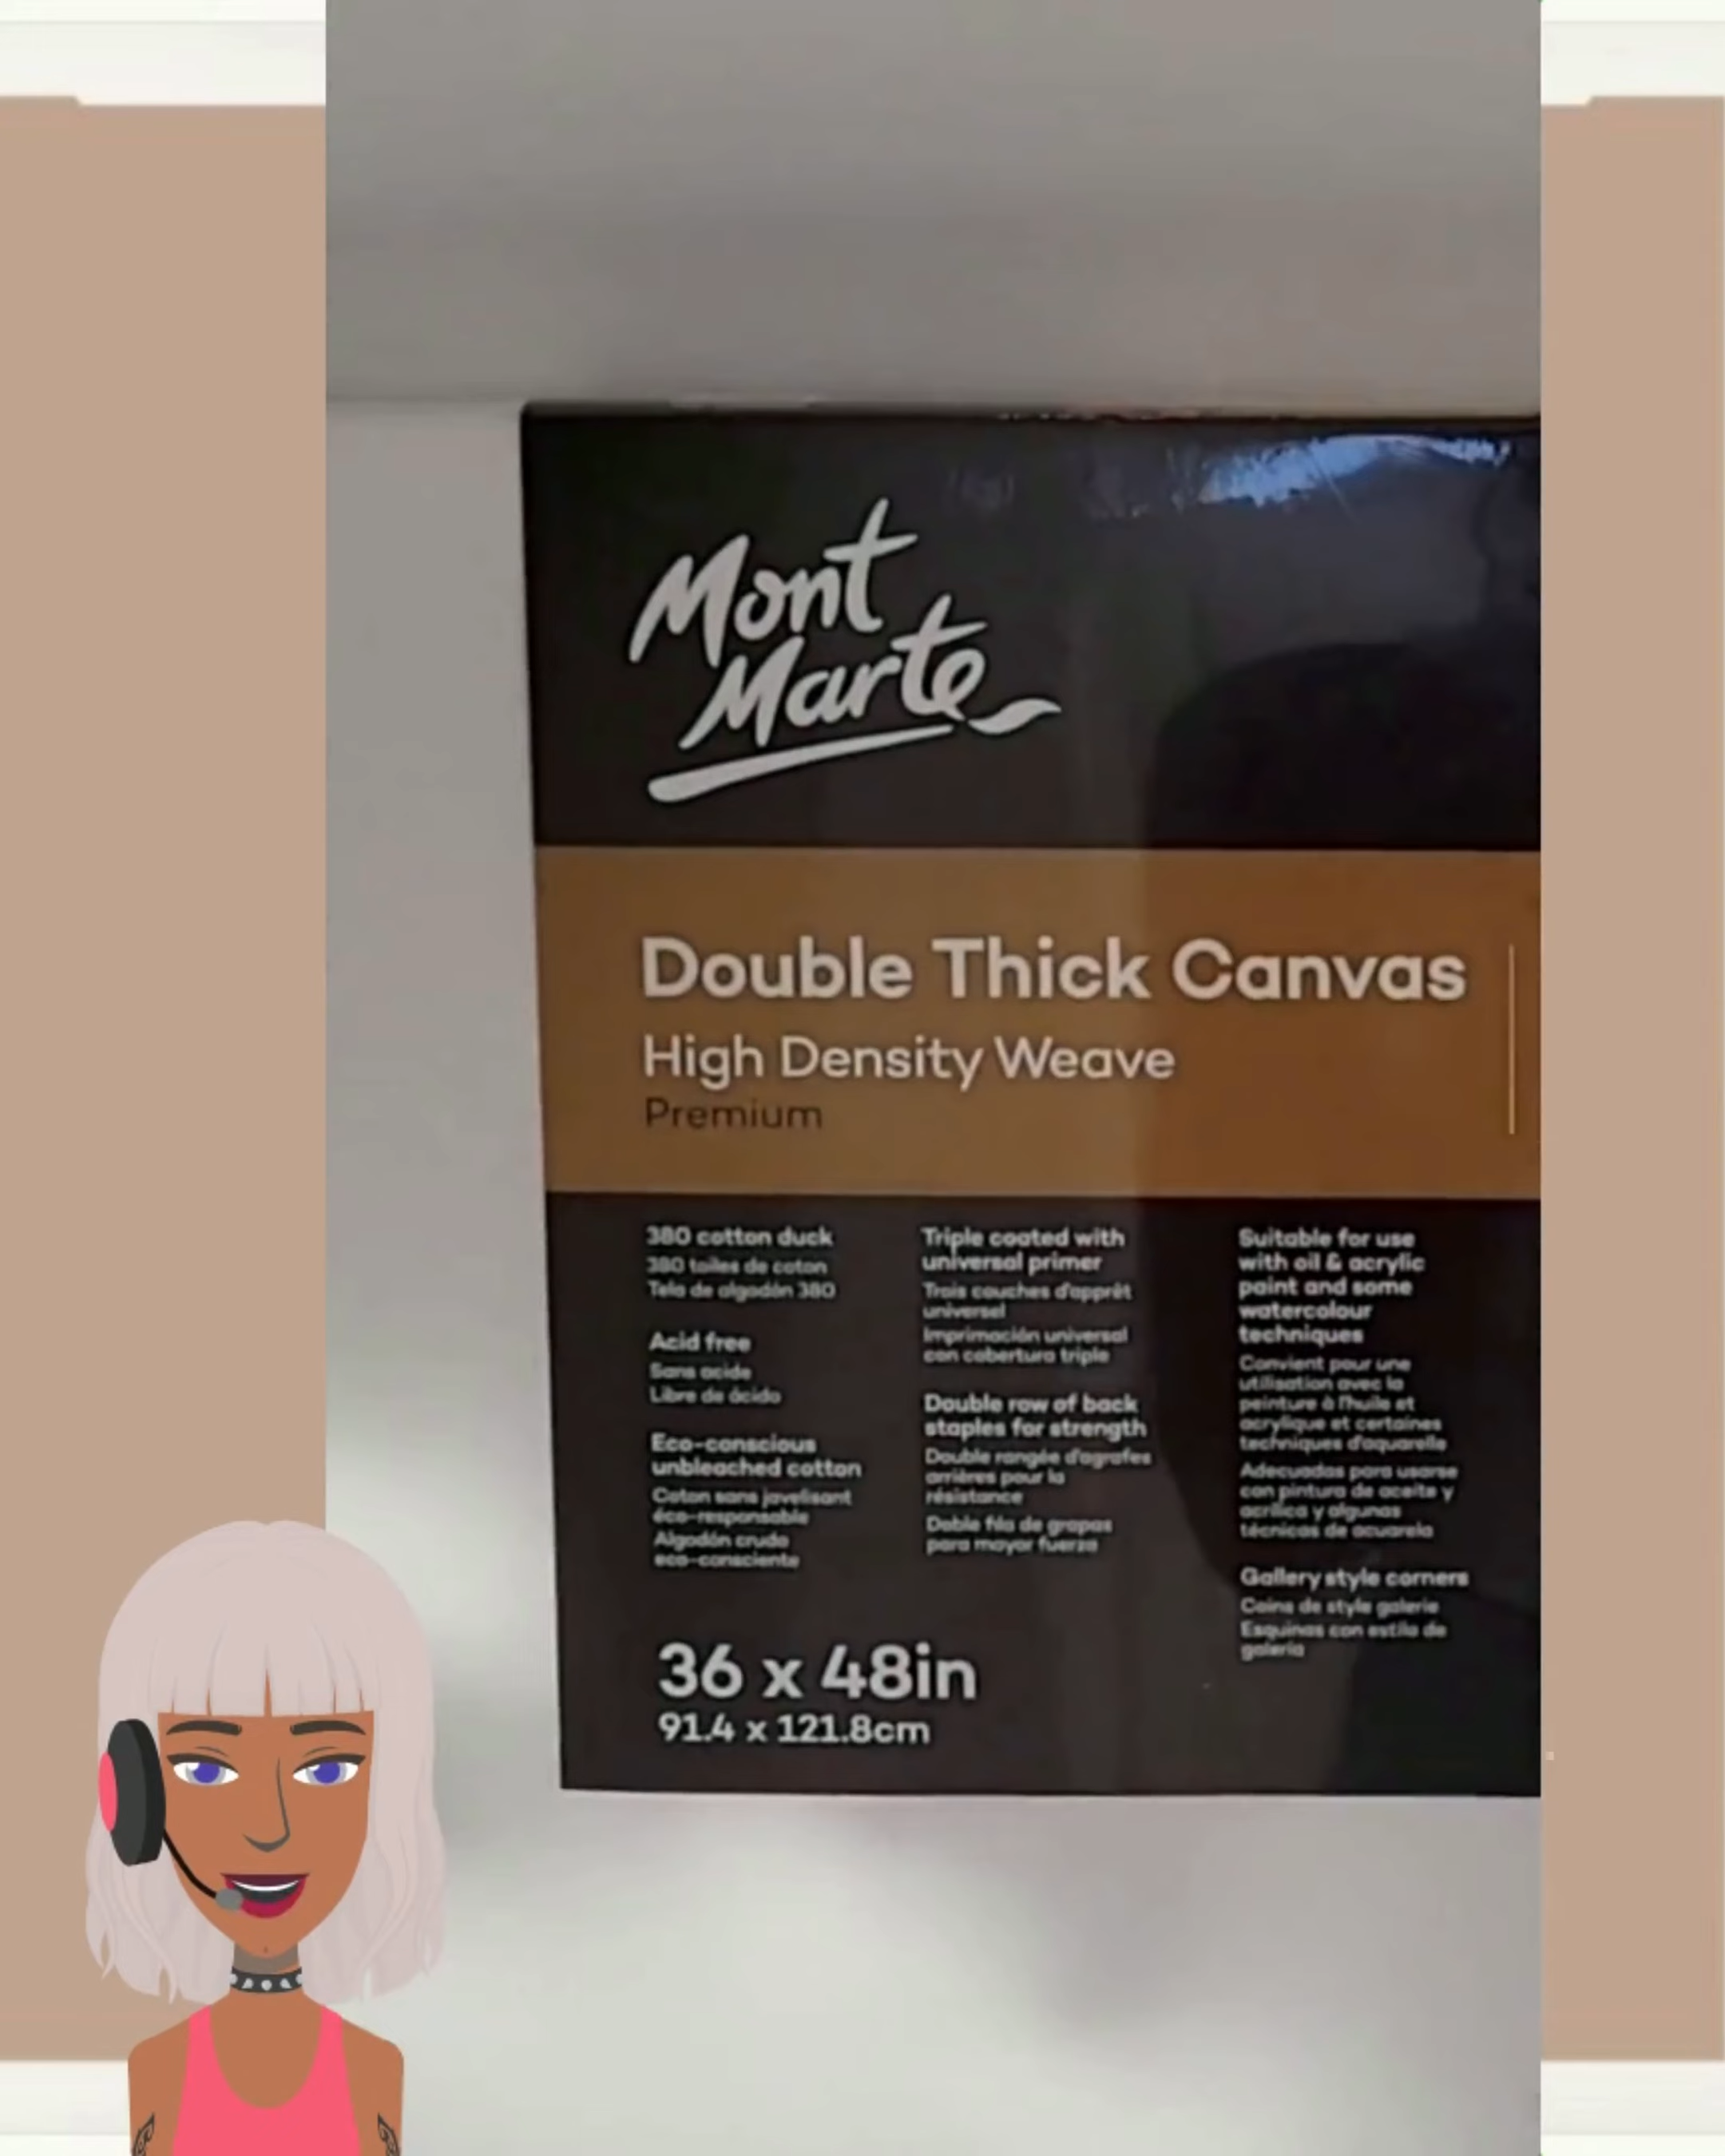 Mont
Marte
Double Thick Canvas
High Density Weave
Premium
380 cotton duck
380 toiles de coton
Tela de algodón 380
Acid free
Sans acide
Libre de ácido
Eco-conscious
unbleached cotton
Coton sans javelisant
éco-responsable
Algodón crudo
eco-consciente
Triple coated with
universal primer
Trois couches d'apprêt
universel
Imprimación universal
con cobertura triple
Double row of back
staples for strength
Double rangée d'agrafes
arrières pour la
résistance
Doble fila de grapas
para mayor fuerza
Suitable for use
with oil & acrylic
paint and some
watercolour
techniques
Convient pour une
utilisation avec la
peinture à l'huile et
acrylique et certaines
techniques d'aquarelle
Adecuadas para usarse
con pintura de aceite y
acrílica y algunas
técnicas de acuarela
Gallery style corners
Coins de style galerie
Esquinas con estilo de
galería
36 x 48in
91.4 x 121.8cm